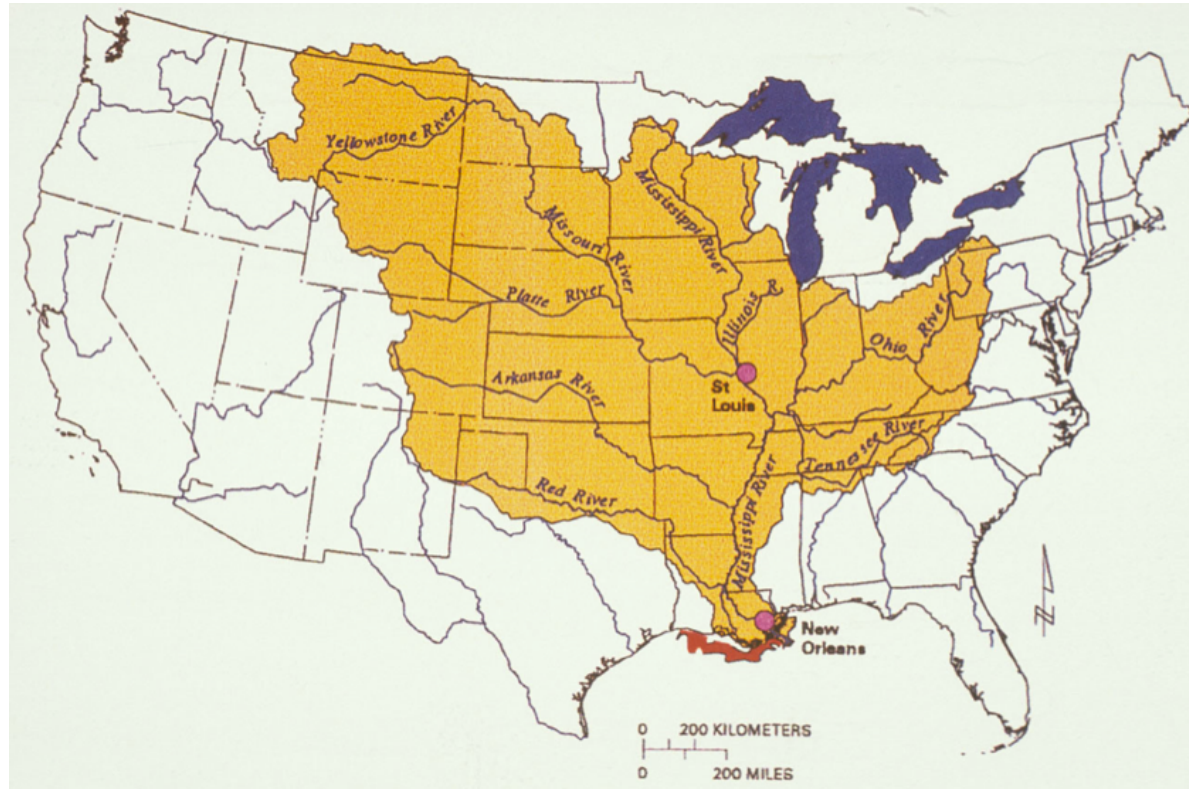 Yellowstone River
Mississippi River
Missouri River
Platte River
Illinois R.
Ohio River
St
Louis
Arkansas River
Tennessee River
Red River
Mississippi River
New
Orleans
N
0 200 KILOMETERS
0 200 MILES